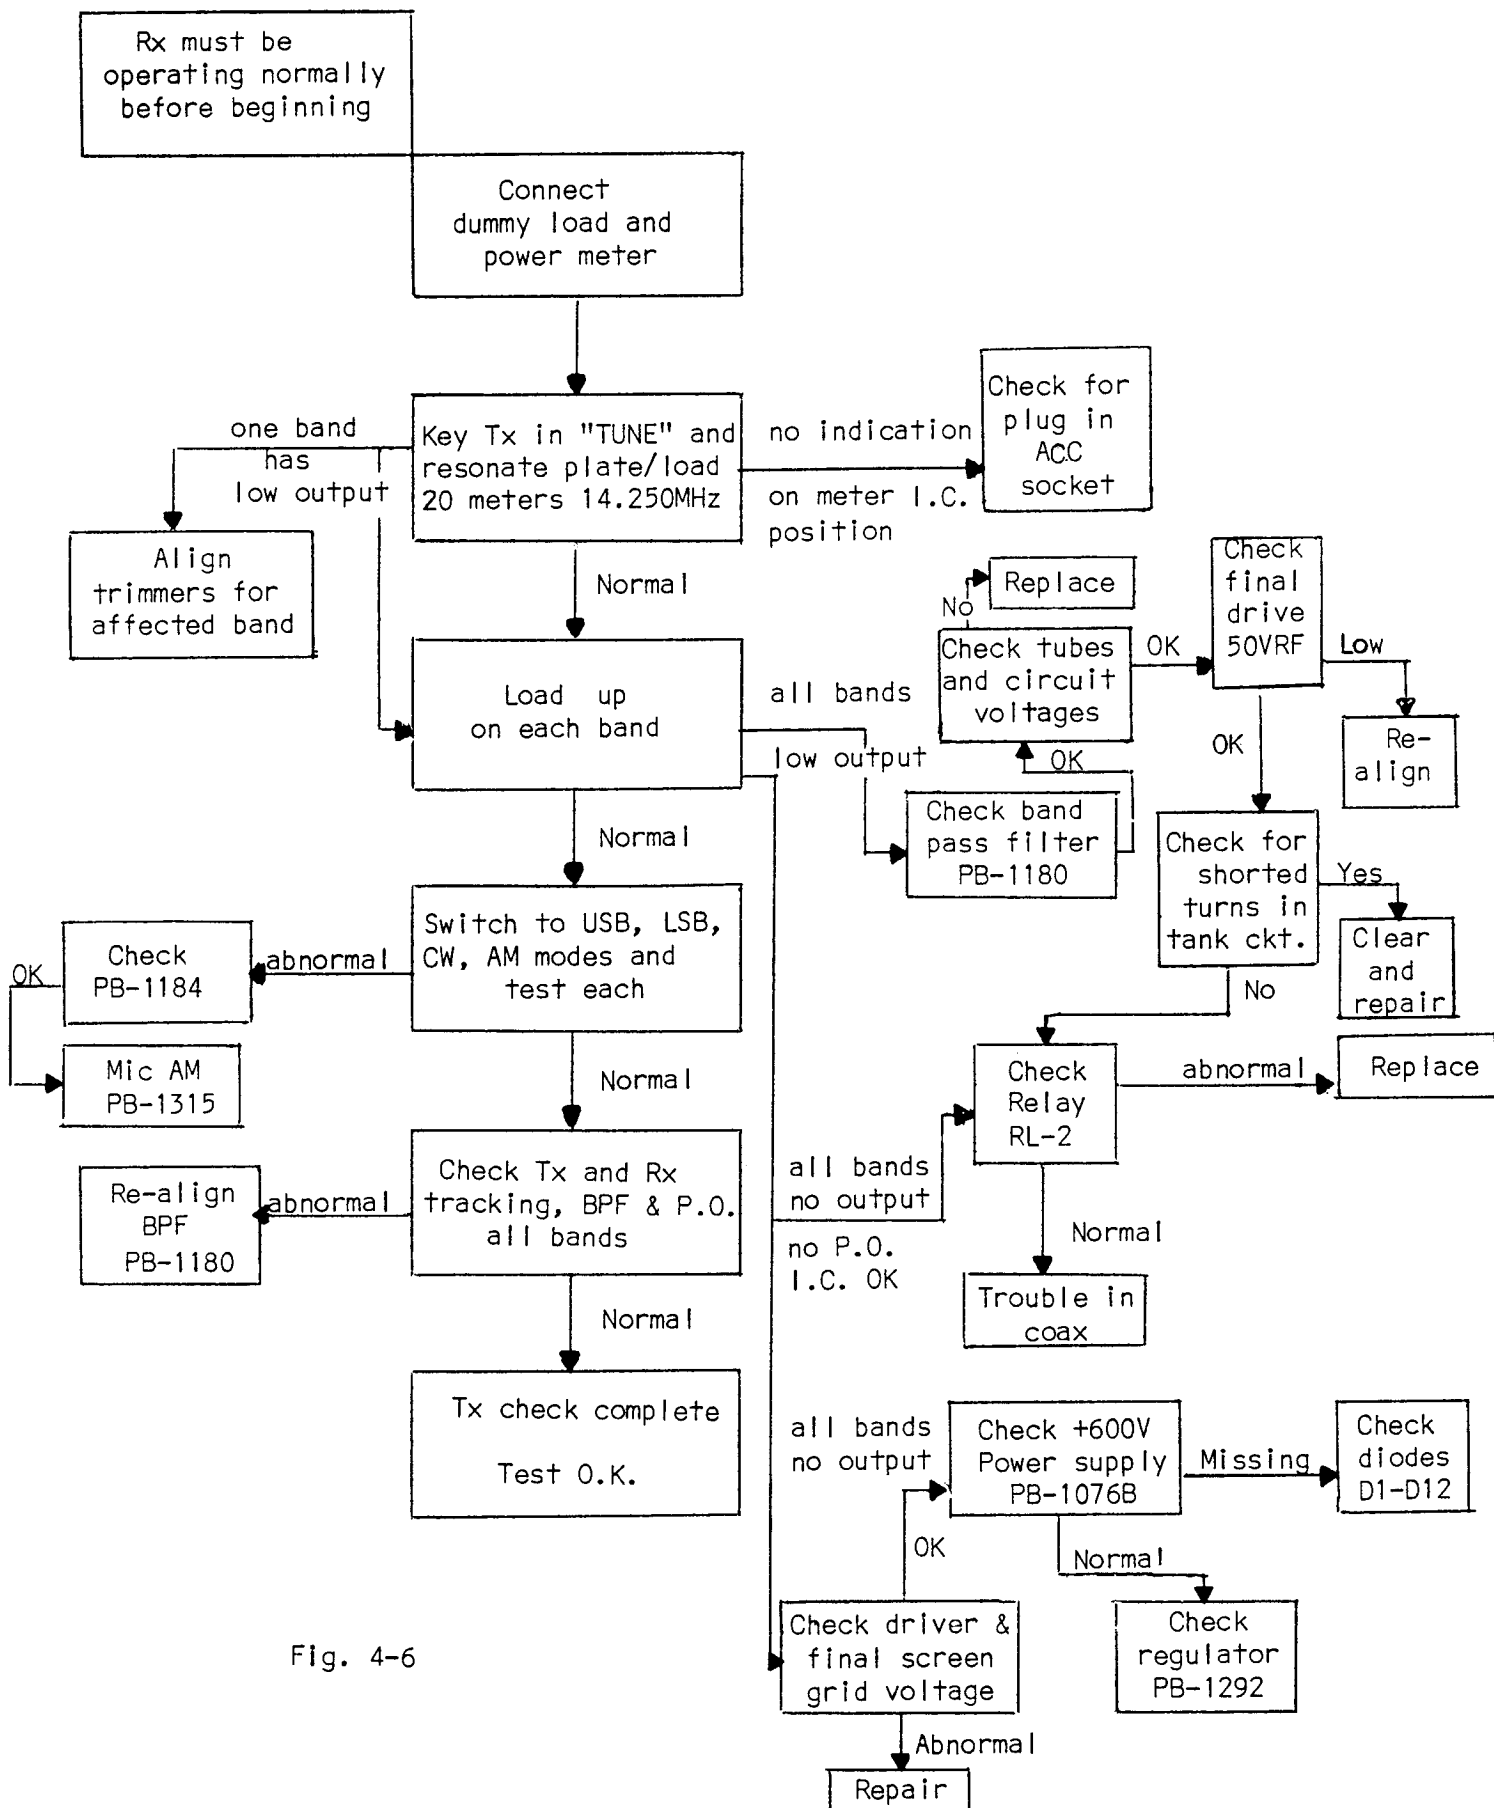 Rx must be
operating normally
before beginning
Connect
dummy load and
power meter
Key Tx in "TUNE" and
resonate plate/load
20 meters 14.250MHz
one band
has
low output
Align
trimmers for
affected band
no indication
on meter I.C.
position
Check for
plug in
ACC
socket
Normal
Load up
on each band
all bands
low output
Check band
pass filter
PB-1180
OK
Check tubes
and circuit
voltages
No
Replace
OK
Check
final
drive
50VRF
Low
Re-
align
OK
Check for
shorted
turns in
tank ckt.
Yes
Clear
and
repair
No
Normal
Switch to USB, LSB,
CW, AM modes and
test each
abnormal
Check
PB-1184
OK
Mic AM
PB-1315
Normal
Check Tx and Rx
tracking, BPF & P.O.
all bands
abnormal
Re-align
BPF
PB-1180
Normal
Tx check complete
Test O.K.
all bands
no output
no P.O.
I.C. OK
Check
Relay
RL-2
abnormal
Replace
Normal
Trouble in
coax
all bands
no output
Check +600V
Power supply
PB-1076B
Missing
Check
diodes
D1-D12
Normal
Check
regulator
PB-1292
OK
Check driver &
final screen
grid voltage
Abnormal
Repair
Fig. 4-6